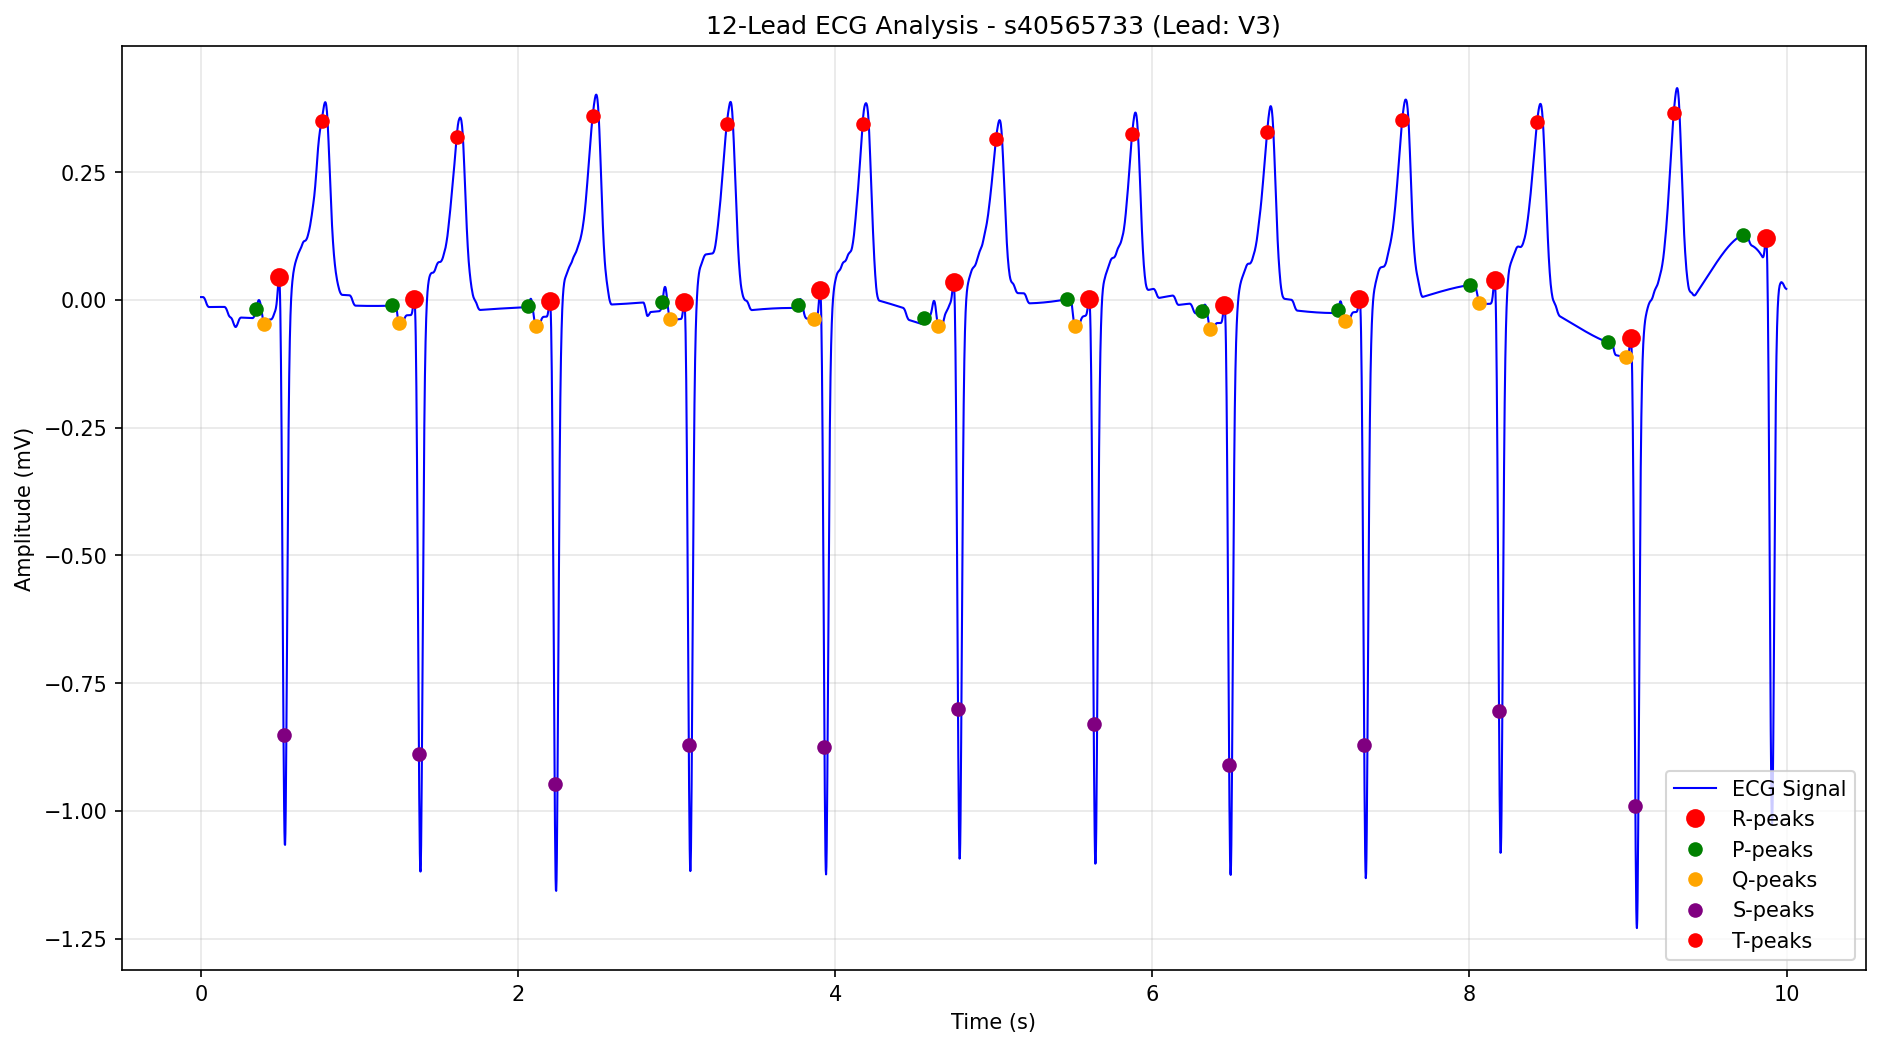 12-Lead ECG Analysis - s40565733 (Lead: V3)
Amplitude (mV)
0.25
0.00
−0.25
−0.50
−0.75
−1.00
−1.25
0 2 4 6 8 10
Time (s)
ECG Signal
R-peaks
P-peaks
Q-peaks
S-peaks
T-peaks